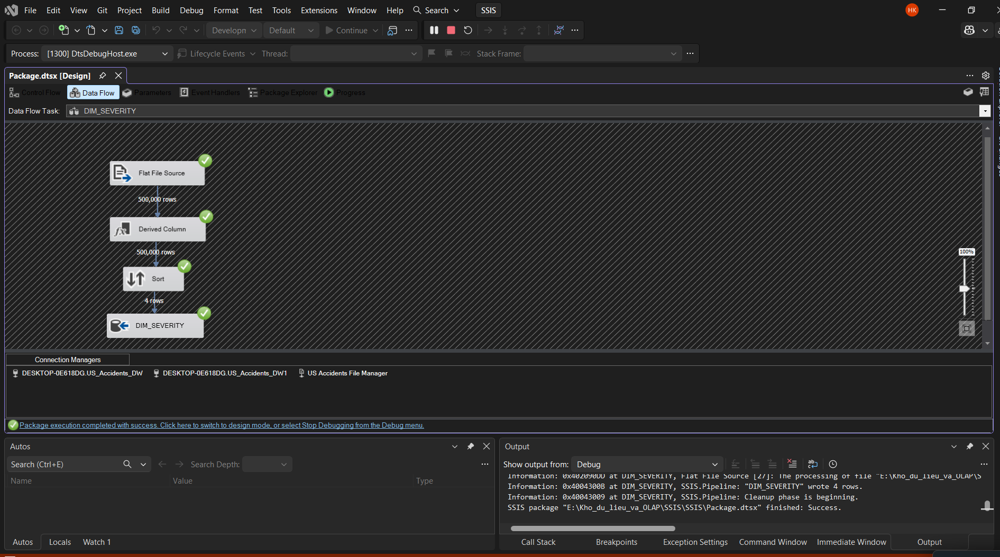 File Edit View Git Project Build Debug Format Test Tools Extensions Window Help Search SSIS HK
Developn Default Continue
Process: [1300] DtsDebugHost.exe Lifecycle Events Thread: Stack Frame:
Package.dtsx [Design]
Control Flow Data Flow Parameters Event Handlers Package Explorer Progress
Data Flow Task: DIM_SEVERITY
Flat File Source
500,000 rows
fx Derived Column
500,000 rows
Sort
4 rows
DIM_SEVERITY
100%
Connection Managers
DESKTOP-0E618DG.US_Accidents_DW DESKTOP-0E618DG.US_Accidents_DW1 US Accidents File Manager
Package execution completed with success. Click here to switch to design mode, or select Stop Debugging from the Debug menu.
Autos
Search (Ctrl+E) Search Depth:
Name Value Type
Autos Locals Watch 1
Output
Show output from: Debug
Information: 0x402090DD at DIM_SEVERITY, Flat File Source [27]: The processing of file "E:\Kho_du_lieu_va_OLAP\S
Information: 0x4004300B at DIM_SEVERITY, SSIS.Pipeline: "DIM_SEVERITY" wrote 4 rows.
Information: 0x40043009 at DIM_SEVERITY, SSIS.Pipeline: Cleanup phase is beginning.
SSIS package "E:\Kho_du_lieu_va_OLAP\SSIS\SSIS\Package.dtsx" finished: Success.
Call Stack Breakpoints Exception Settings Command Window Immediate Window Output